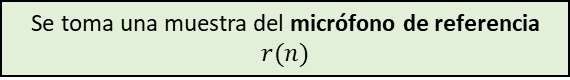 Se toma una muestra del micrófono de referencia
r(n)